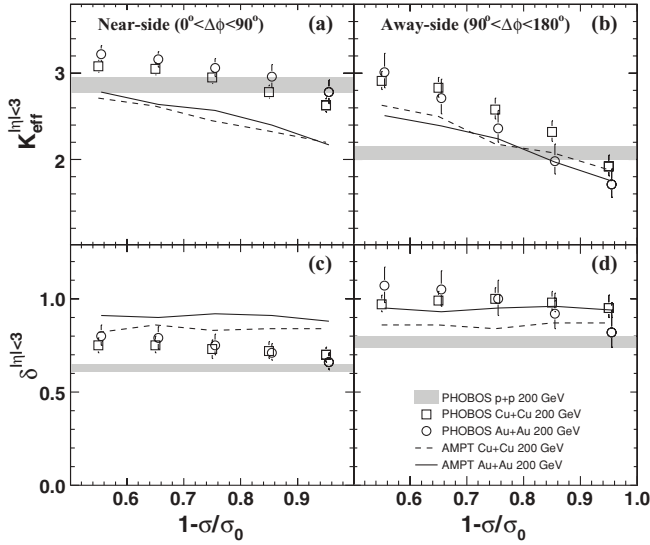 Near-side (0°<Δϕ<90°) (a)
Away-side (90°<Δϕ<180°) (b)
K_eff^|η|<3
3
2
1
(c)
(d)
δ^|η|<3
1.0
0.5
0.0
PHOBOS p+p 200 GeV
PHOBOS Cu+Cu 200 GeV
PHOBOS Au+Au 200 GeV
AMPT Cu+Cu 200 GeV
AMPT Au+Au 200 GeV
0.6 0.7 0.8 0.9
0.6 0.7 0.8 0.9 1.0
1-σ/σ₀
1-σ/σ₀